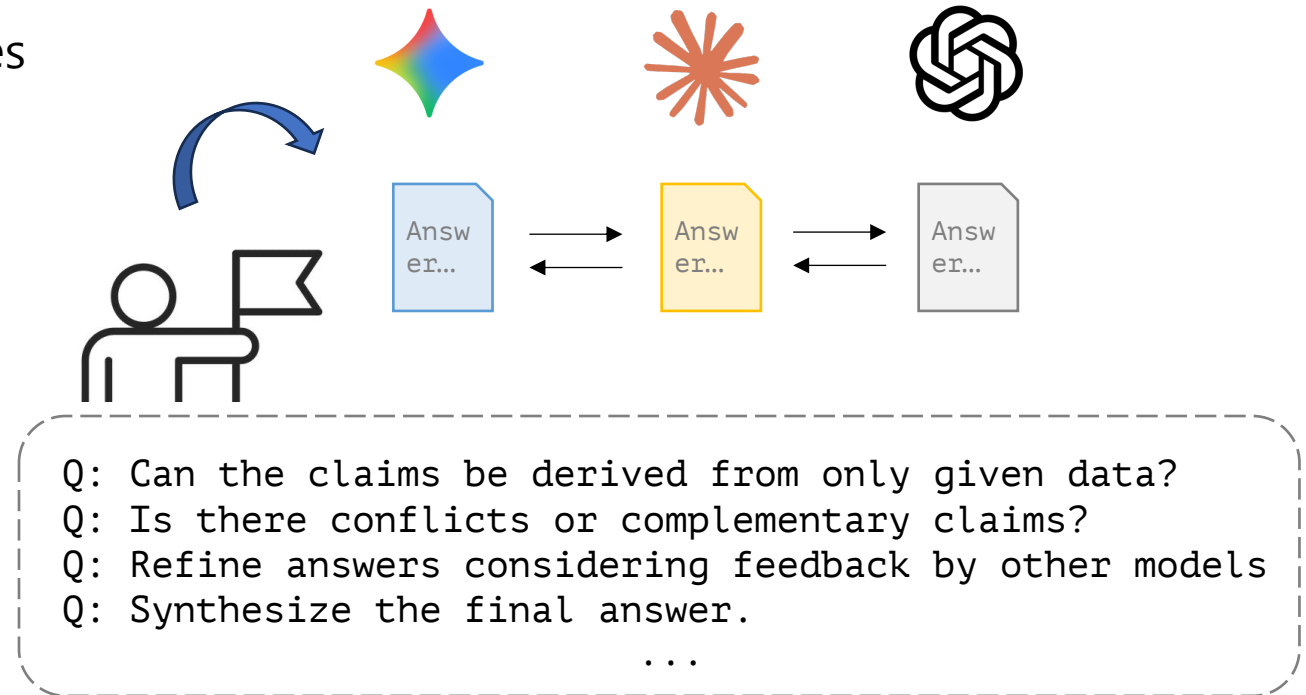 es
Answ
er…
Answ
er…
Answ
er…
Q: Can the claims be derived from only given data?
Q: Is there conflicts or complementary claims?
Q: Refine answers considering feedback by other models
Q: Synthesize the final answer.
...